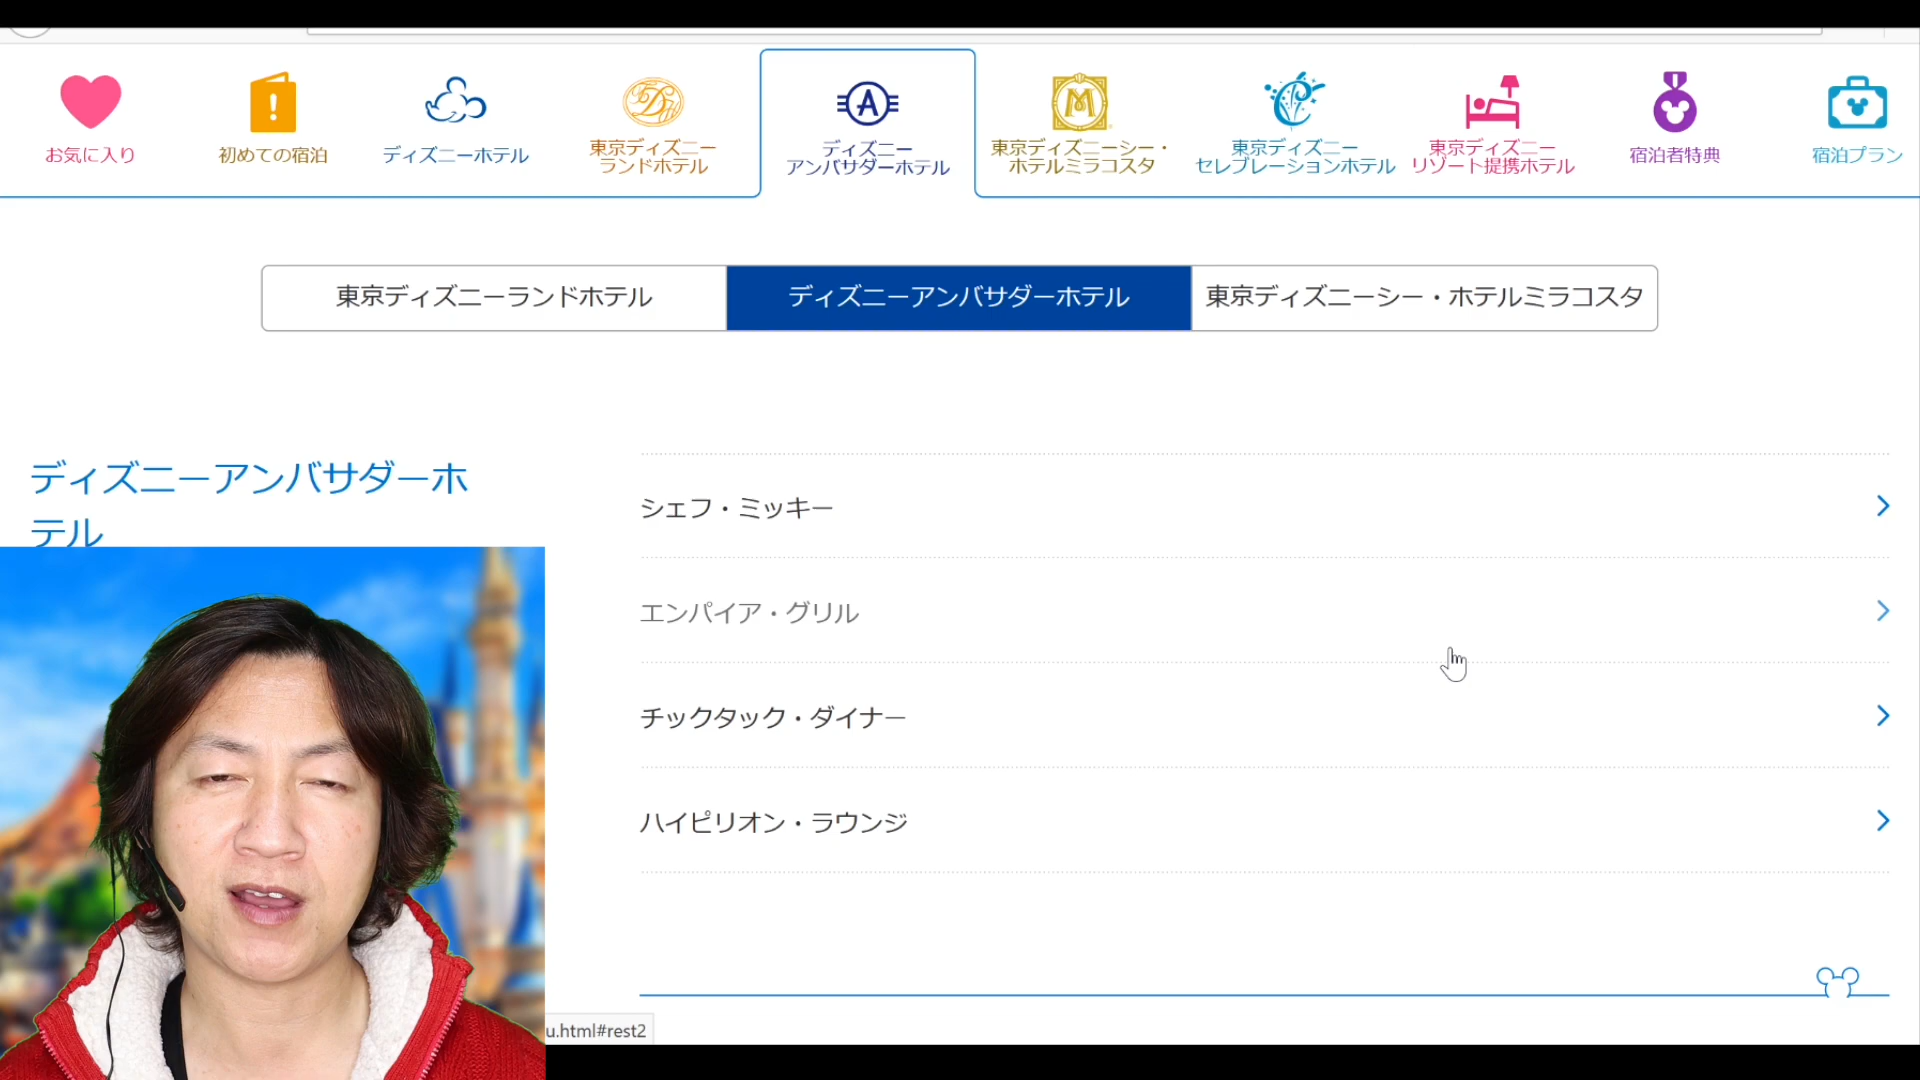 お気に入り
初めての宿泊
ディズニーホテル
東京ディズニー
ランドホテル
A
ディズニー
アンバサダーホテル
M
東京ディズニーシー・
ホテルミラコスタ
東京ディズニー
セレブレーションホテル
東京ディズニー
リゾート提携ホテル
宿泊者特典
宿泊プラン
東京ディズニーランドホテル
ディズニーアンバサダーホテル
東京ディズニーシー・ホテルミラコスタ
ディズニーアンバサダーホ
テル
シェフ・ミッキー
エンパイア・グリル
チックタック・ダイナー
ハイピリオン・ラウンジ
u.html#rest2